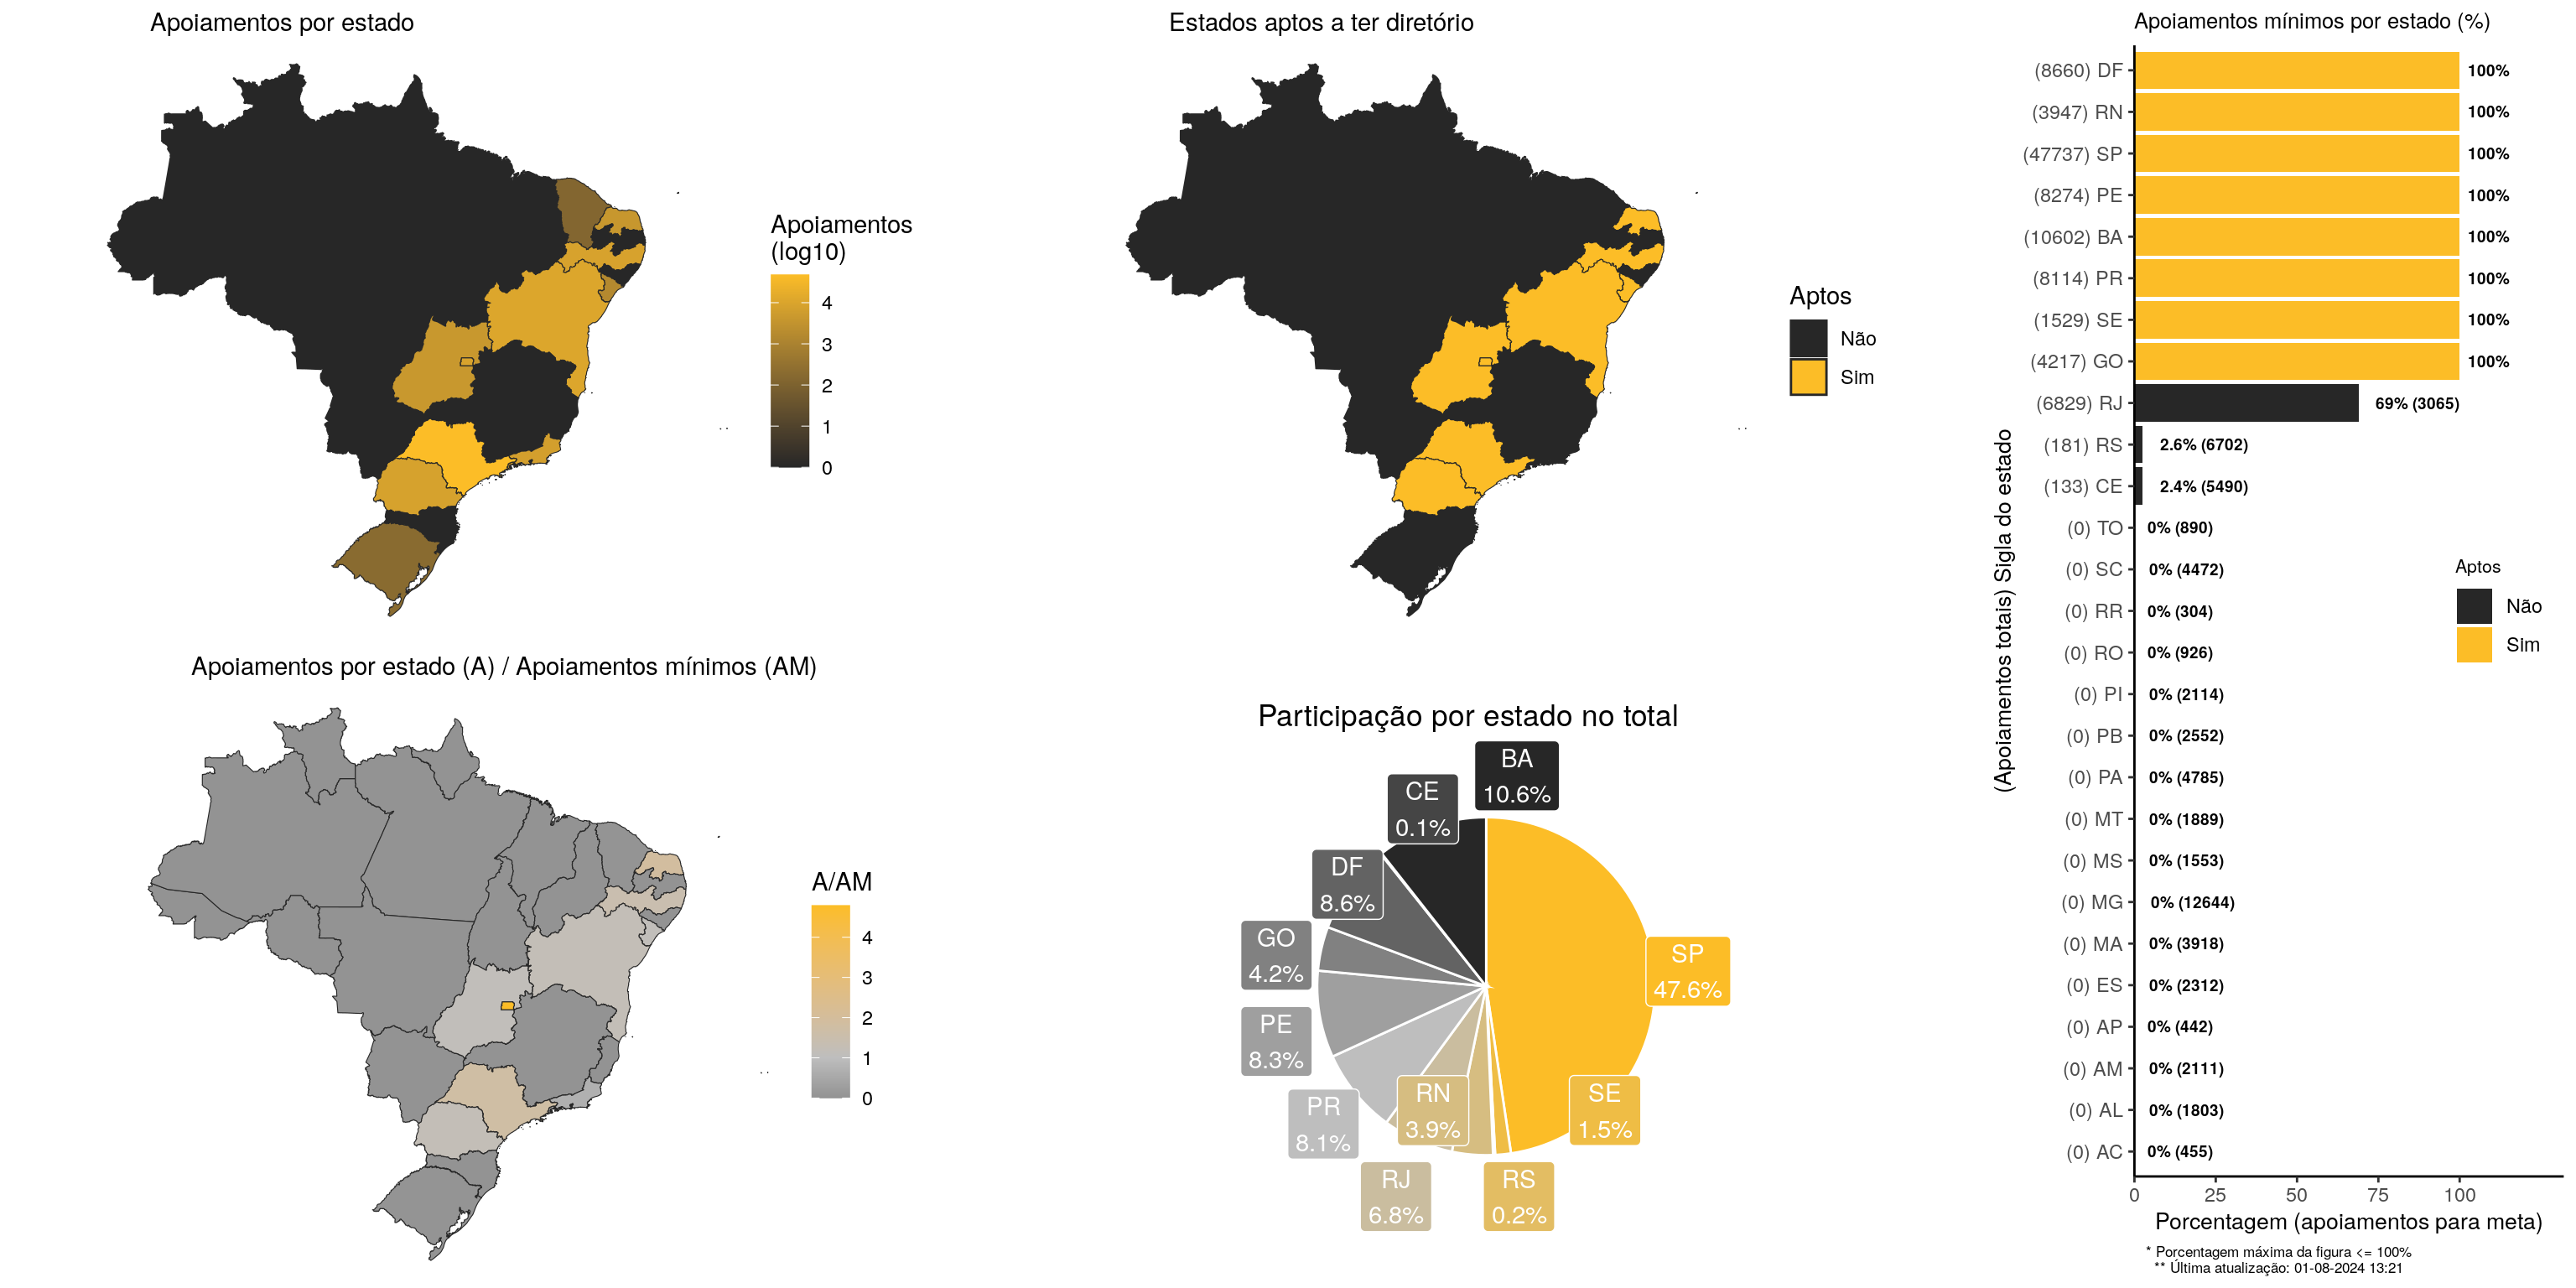 Apoiamentos por estado
Apoiamentos
(log10)
4
3
2
1
0
Estados aptos a ter diretório
Aptos
Não
Sim
Apoiamentos por estado (A) / Apoiamentos mínimos (AM)
A/AM
4
3
2
1
0
Participação por estado no total
BA
10.6%
CE
0.1%
DF
8.6%
GO
4.2%
PE
8.3%
PR
8.1%
RJ
6.8%
RN
3.9%
RS
0.2%
SE
1.5%
SP
47.6%
Apoiamentos mínimos por estado (%)
(Apoiamentos totais) Sigla do estado
(8660) DF 100%
(3947) RN 100%
(47737) SP 100%
(8274) PE 100%
(10602) BA 100%
(8114) PR 100%
(1529) SE 100%
(4217) GO 100%
(6829) RJ 69% (3065)
(181) RS 2.6% (6702)
(133) CE 2.4% (5490)
(0) TO 0% (890)
(0) SC 0% (4472)
(0) RR 0% (304)
(0) RO 0% (926)
(0) PI 0% (2114)
(0) PB 0% (2552)
(0) PA 0% (4785)
(0) MT 0% (1889)
(0) MS 0% (1553)
(0) MG 0% (12644)
(0) MA 0% (3918)
(0) ES 0% (2312)
(0) AP 0% (442)
(0) AM 0% (2111)
(0) AL 0% (1803)
(0) AC 0% (455)
Aptos
Não
Sim
0 25 50 75 100
Porcentagem (apoiamentos para meta)
* Porcentagem máxima da figura <= 100%
** Última atualização: 01-08-2024 13:21